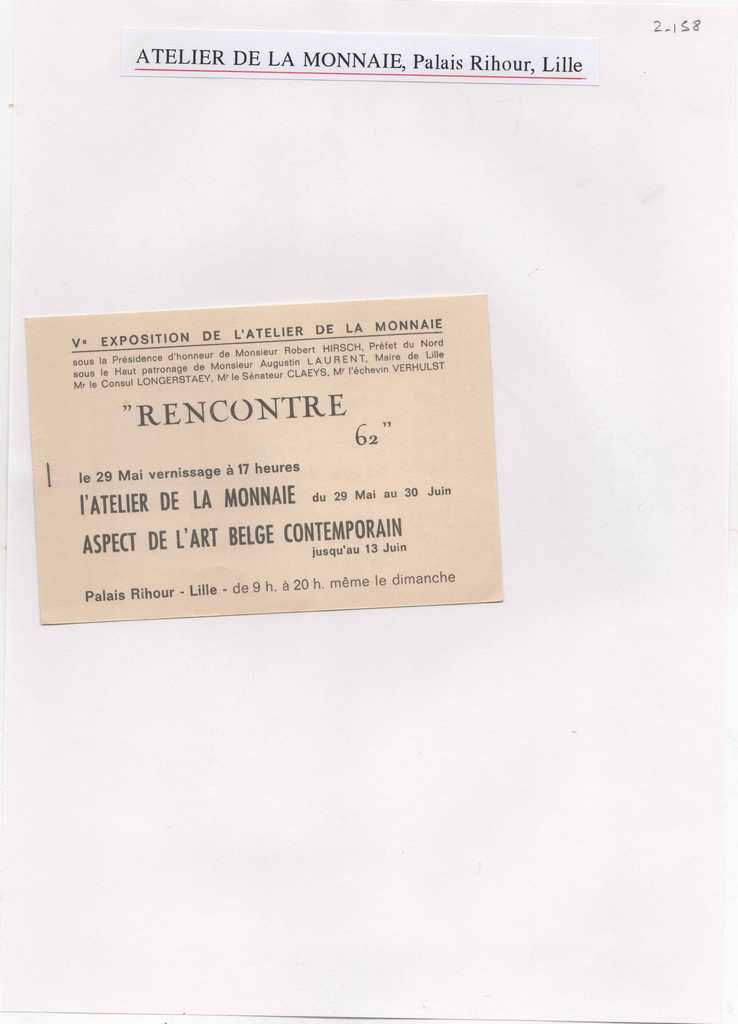 2-158
ATELIER DE LA MONNAIE, Palais Rihour, Lille
Ve EXPOSITION DE L'ATELIER DE LA MONNAIE
sous la Présidence d'honneur de Monsieur Robert HIRSCH, Préfet du Nord
sous le Haut patronage de Monsieur Augustin LAURENT, Maire de Lille
Mr le Consul LONGERSTAEY, Mr le Sénateur CLAEYS, Mr l'échevin VERHULST
"RENCONTRE
62"
le 29 Mai vernissage à 17 heures
l'ATELIER DE LA MONNAIE du 29 Mai au 30 Juin
ASPECT DE L'ART BELGE CONTEMPORAIN
jusqu'au 13 Juin
Palais Rihour - Lille - de 9 h. à 20 h. même le dimanche